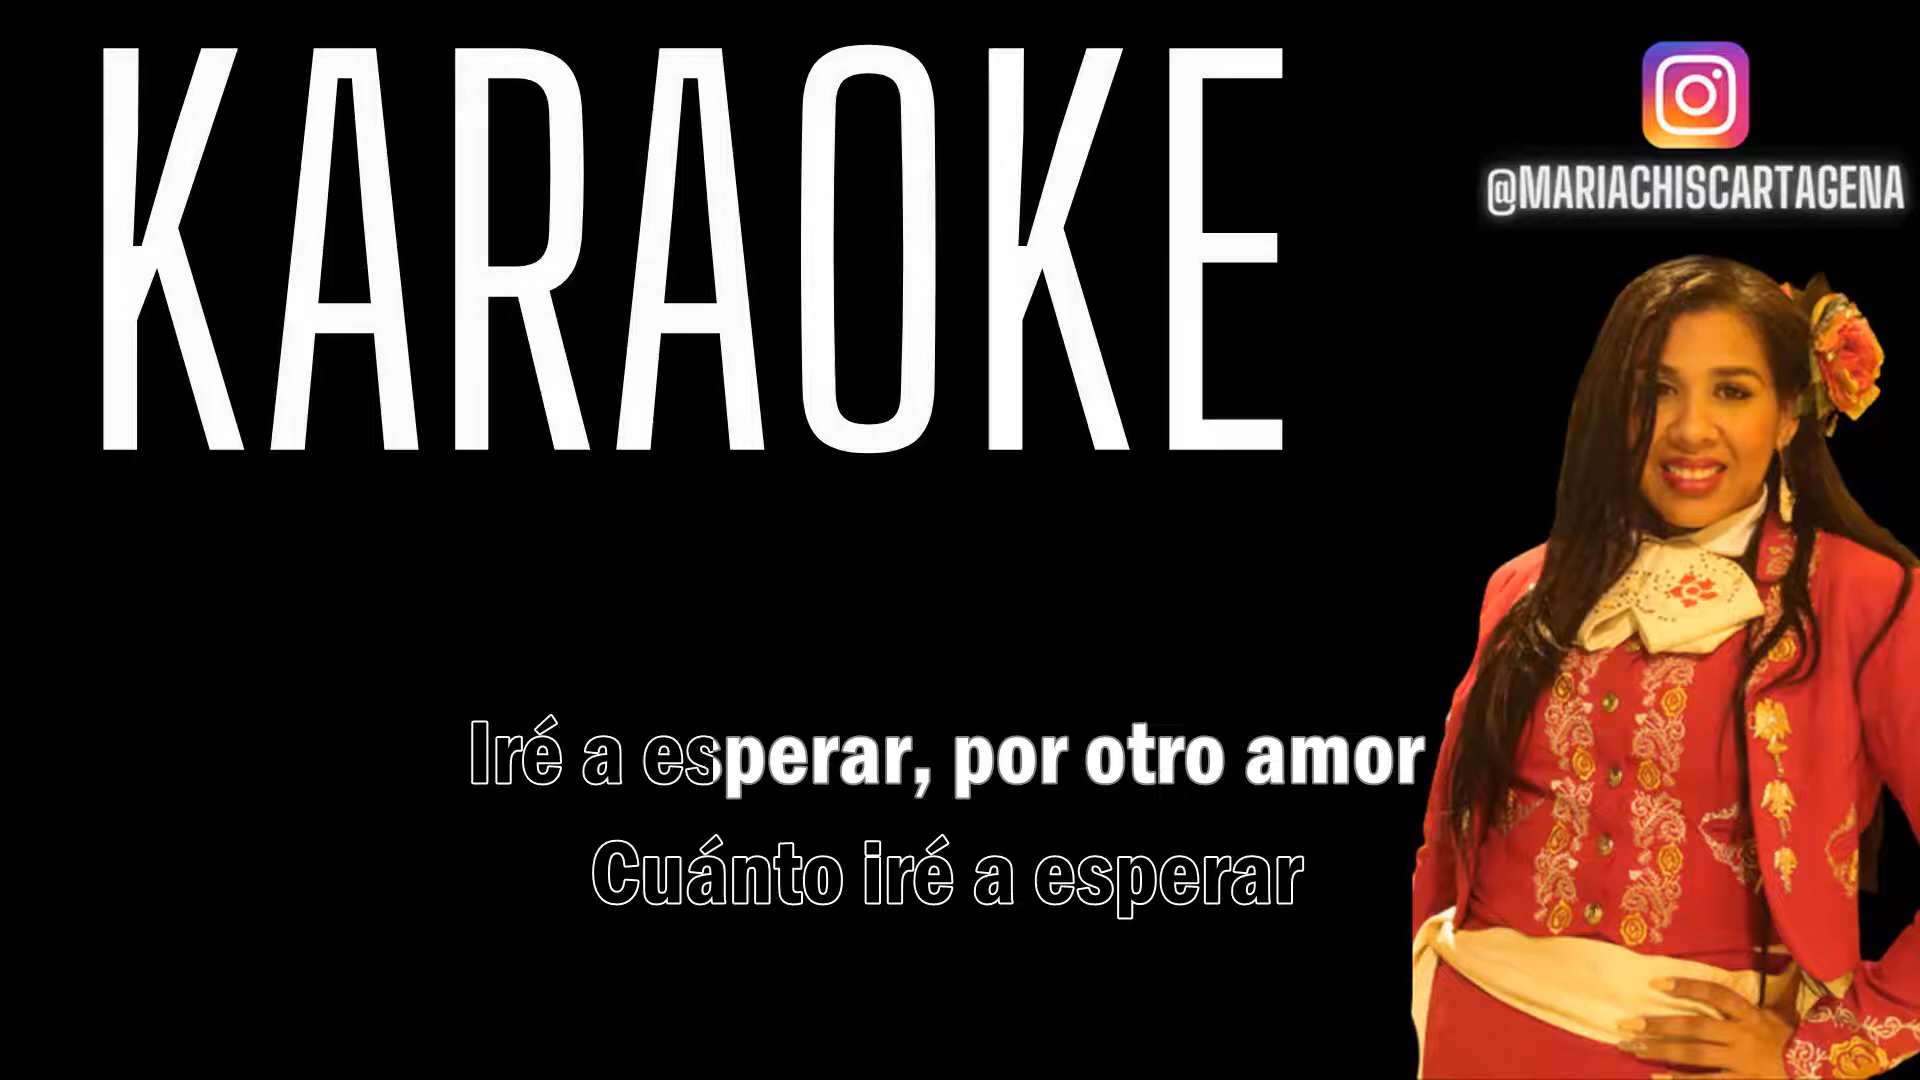 KARAOKE
@MARIACHISCARTAGENA
Iré a esperar, por otro amor
Cuánto iré a esperar